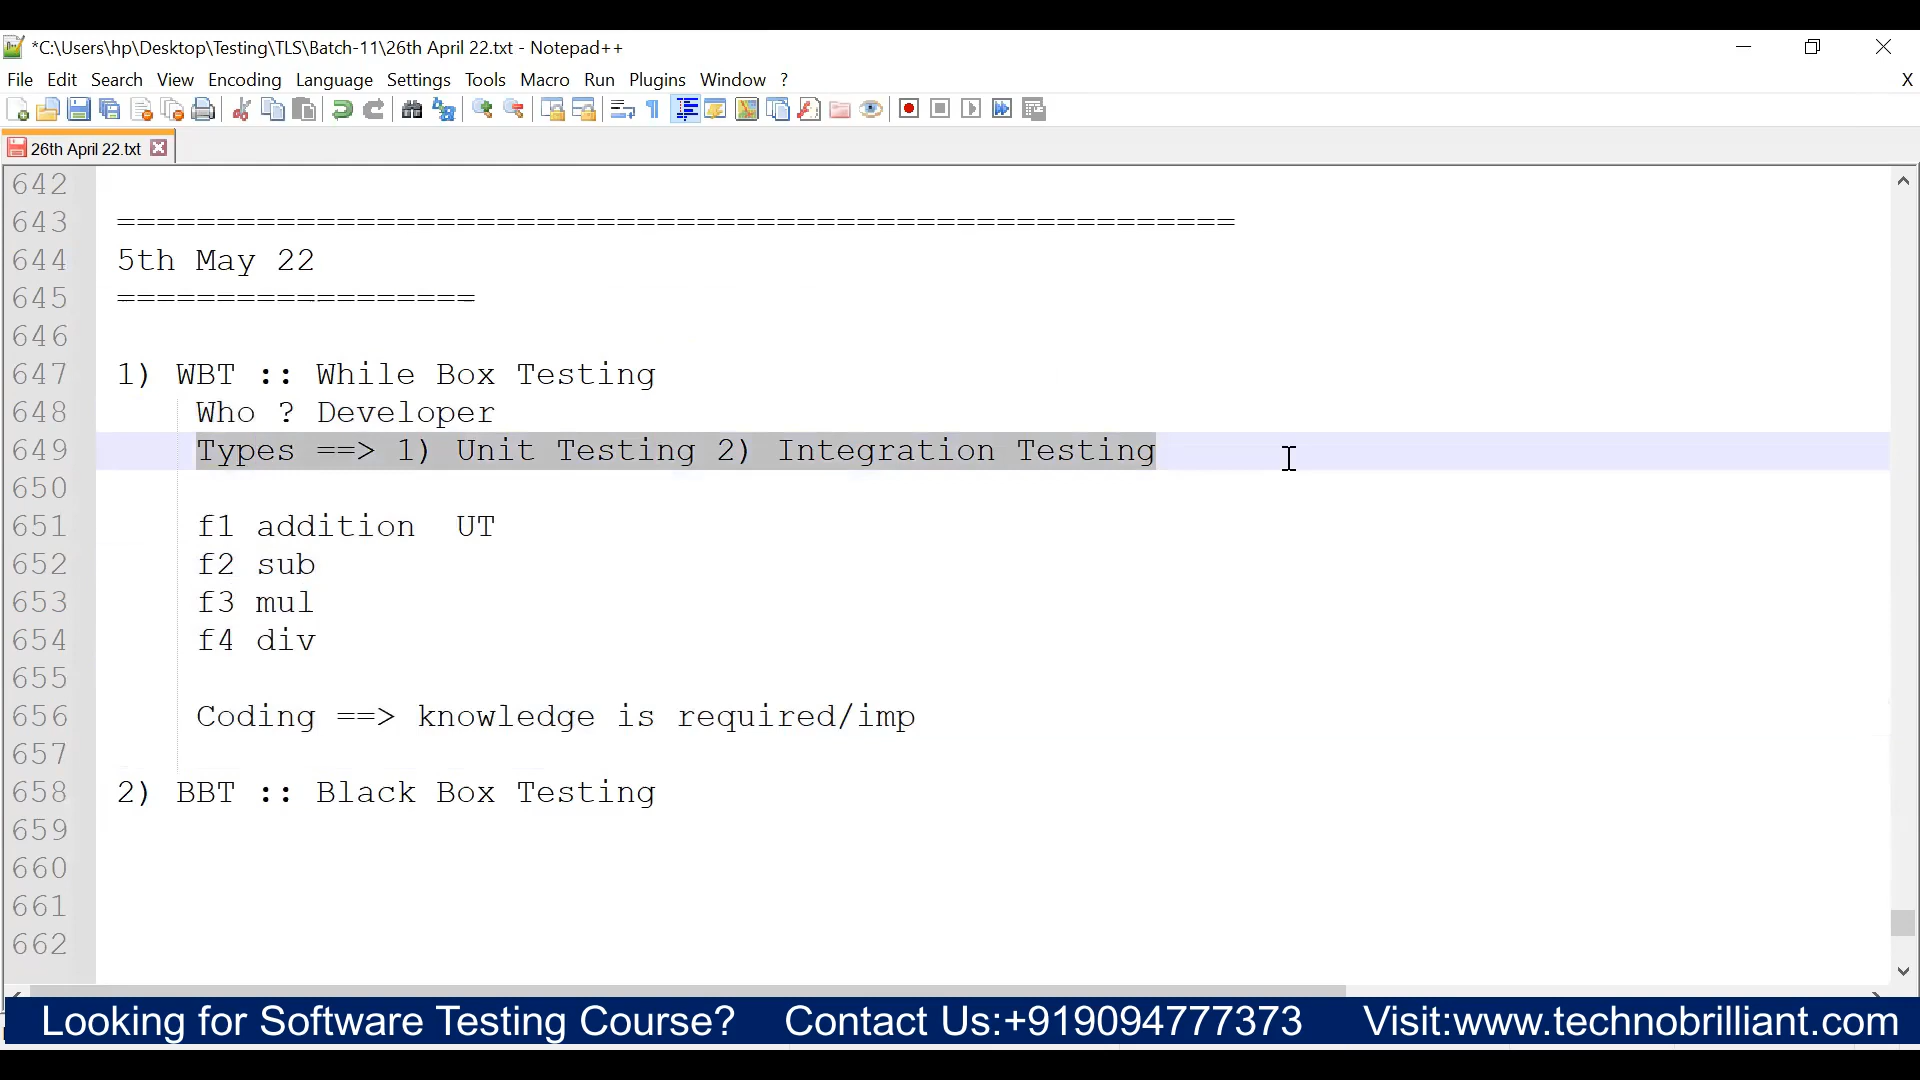 *C:\Users\hp\Desktop\Testing\TLS\Batch-11\26th April 22.txt - Notepad++
File Edit Search View Encoding Language Settings Tools Macro Run Plugins Window ? X
26th April 22.txt
642
643 ========================================================
644 5th May 22
645 ==================
646
647 1) WBT :: While Box Testing
648 Who ? Developer
649 Types ==> 1) Unit Testing 2) Integration Testing
650
651 f1 addition UT
652 f2 sub
653 f3 mul
654 f4 div
655
656 Coding ==> knowledge is required/imp
657
658 2) BBT :: Black Box Testing
659
660
661
662
Looking for Software Testing Course? Contact Us:+919094777373 Visit:www.technobrilliant.com